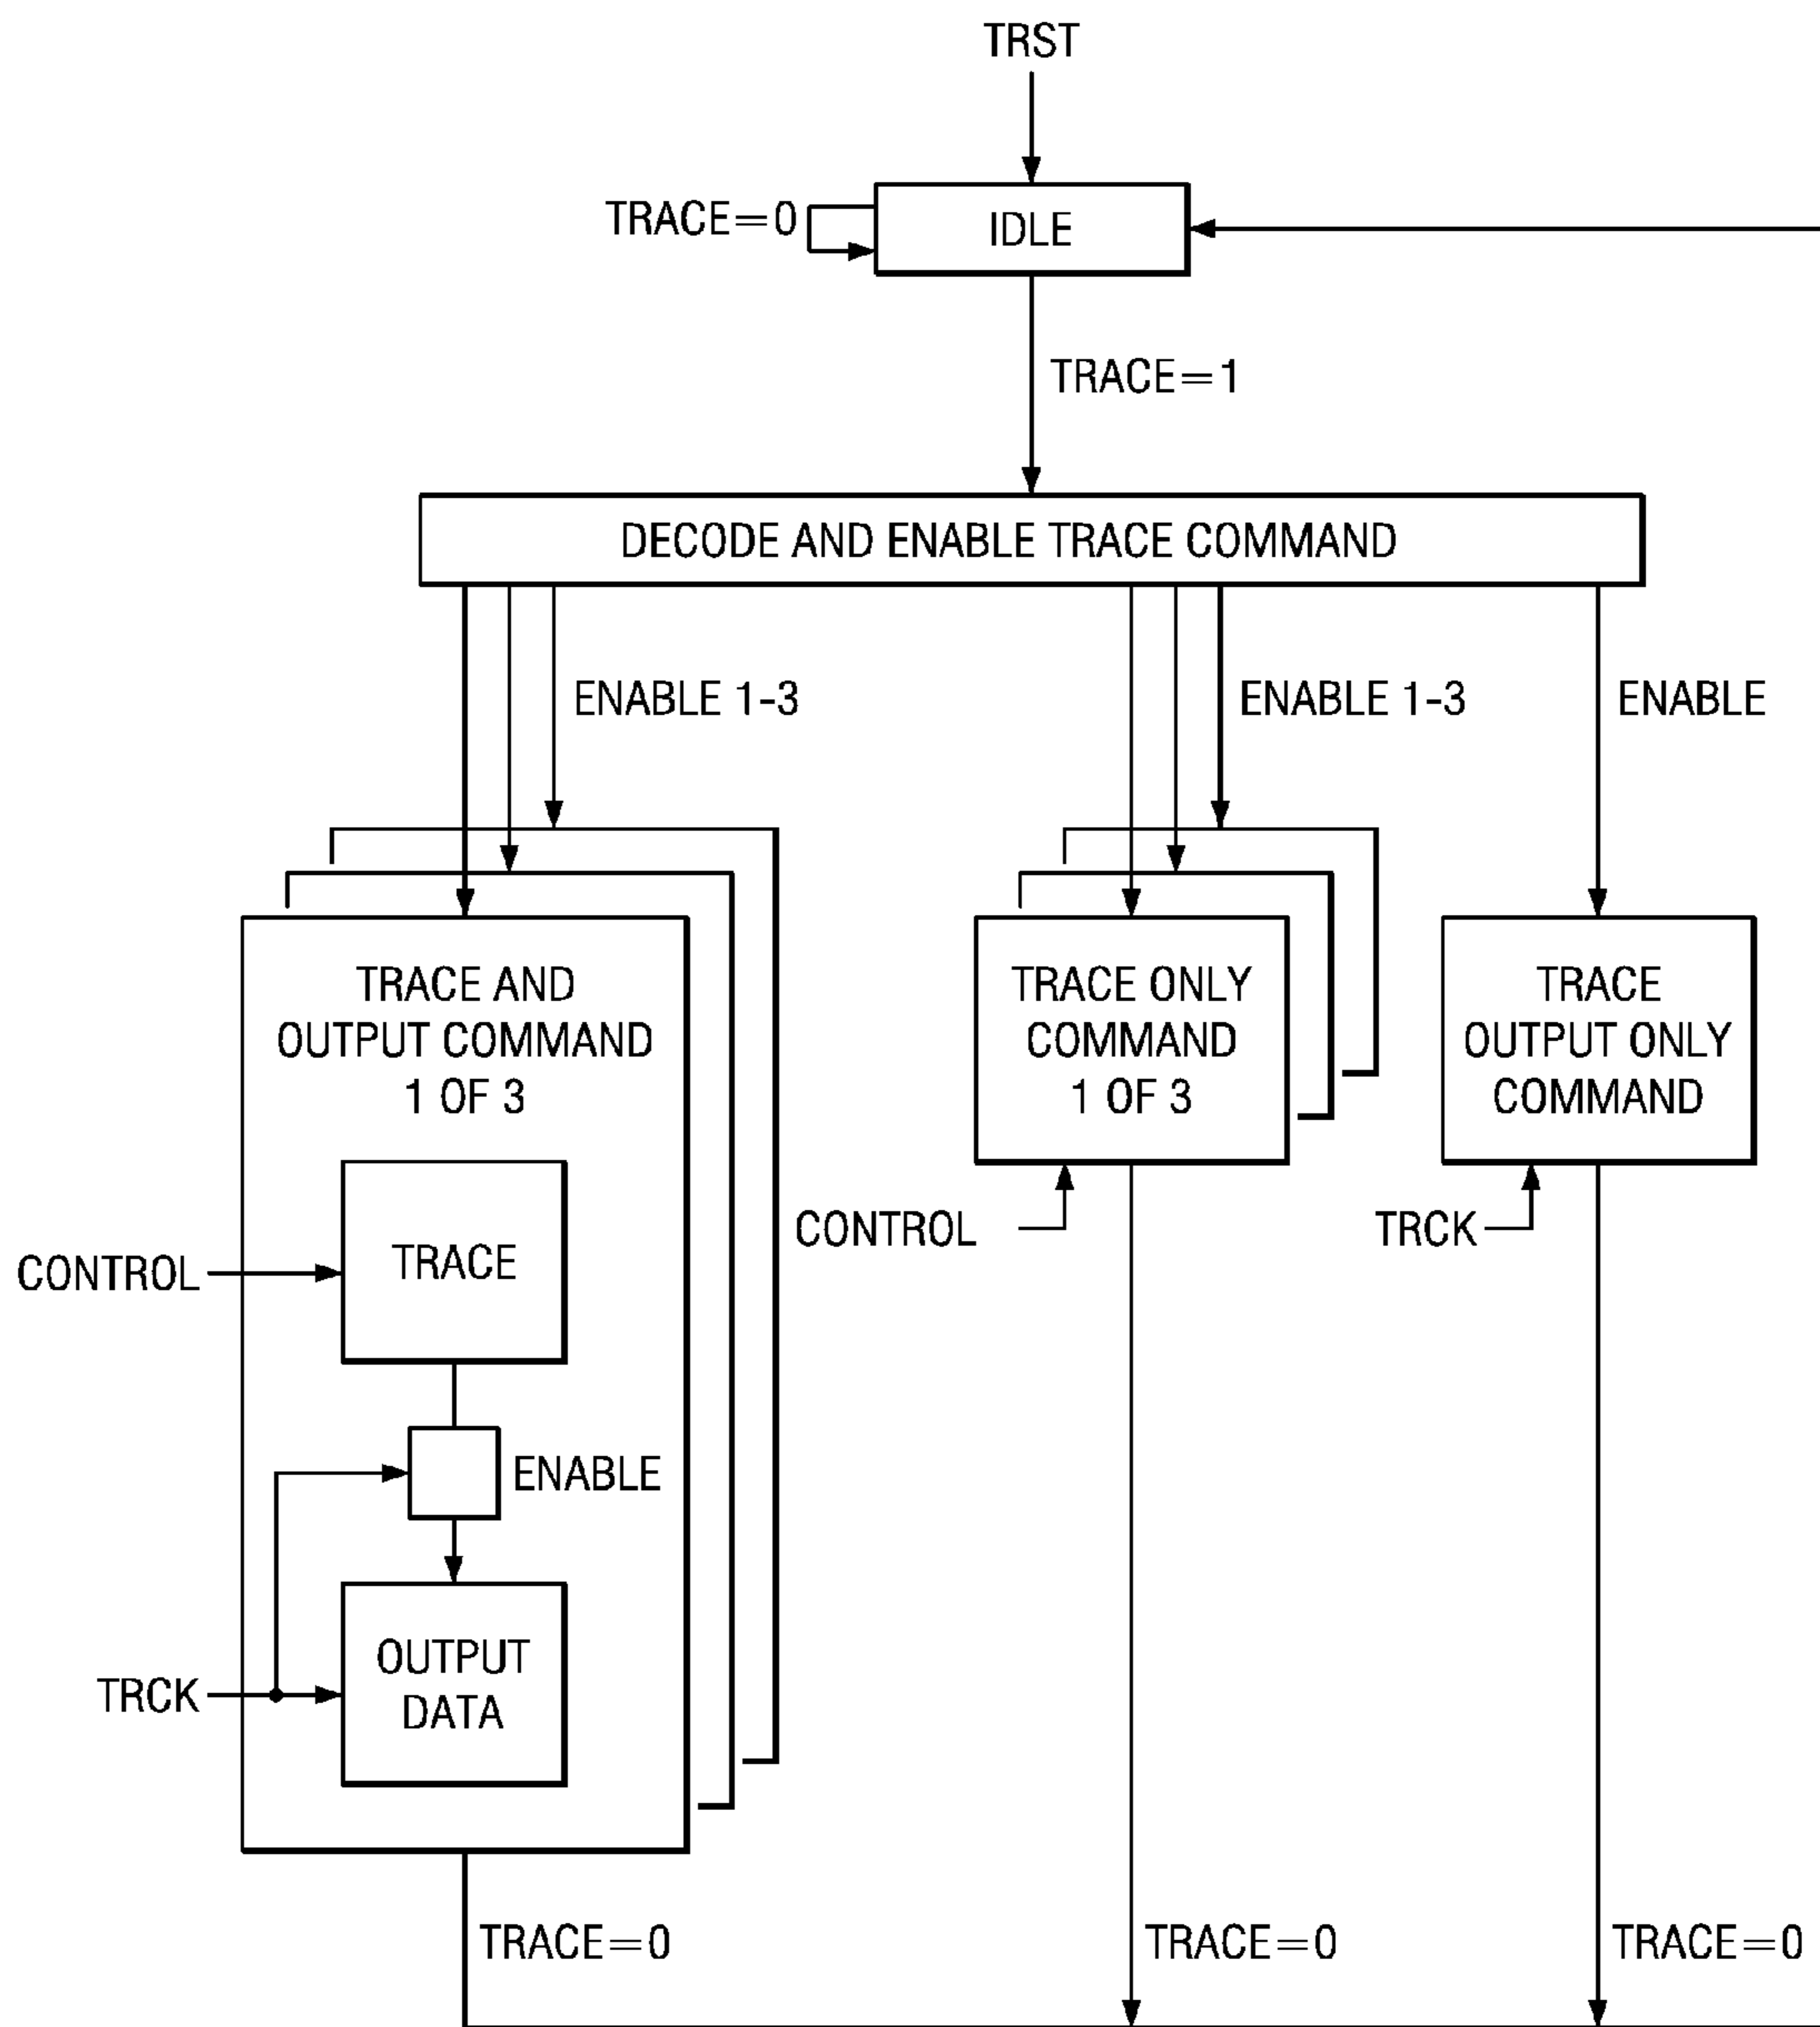 TRST
TRACE=0
IDLE
TRACE=1
DECODE AND ENABLE TRACE COMMAND
ENABLE 1-3
ENABLE 1-3
ENABLE
TRACE AND
OUTPUT COMMAND
1 OF 3
TRACE ONLY
COMMAND
1 OF 3
TRACE
OUTPUT ONLY
COMMAND
CONTROL
TRCK
CONTROL
TRACE
ENABLE
TRCK
OUTPUT
DATA
TRACE=0
TRACE=0
TRACE=0